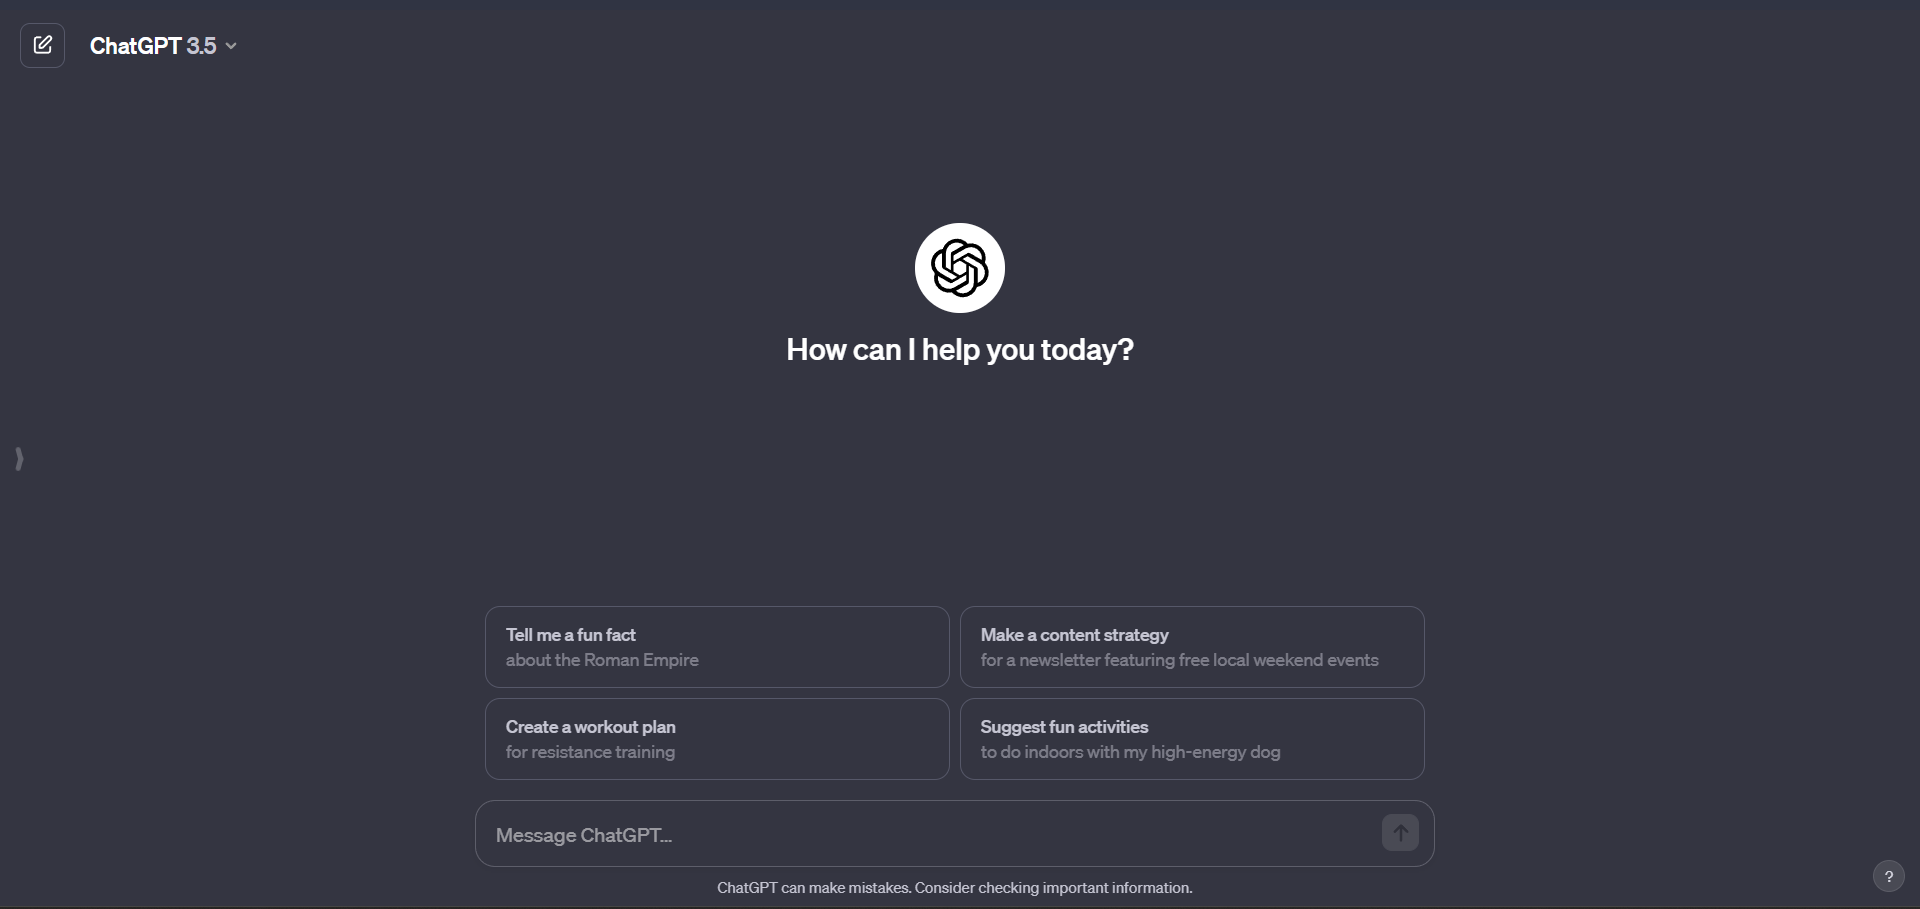 ChatGPT 3.5
How can I help you today?
Tell me a fun fact
about the Roman Empire
Make a content strategy
for a newsletter featuring free local weekend events
Create a workout plan
for resistance training
Suggest fun activities
to do indoors with my high-energy dog
Message ChatGPT...
ChatGPT can make mistakes. Consider checking important information.
?